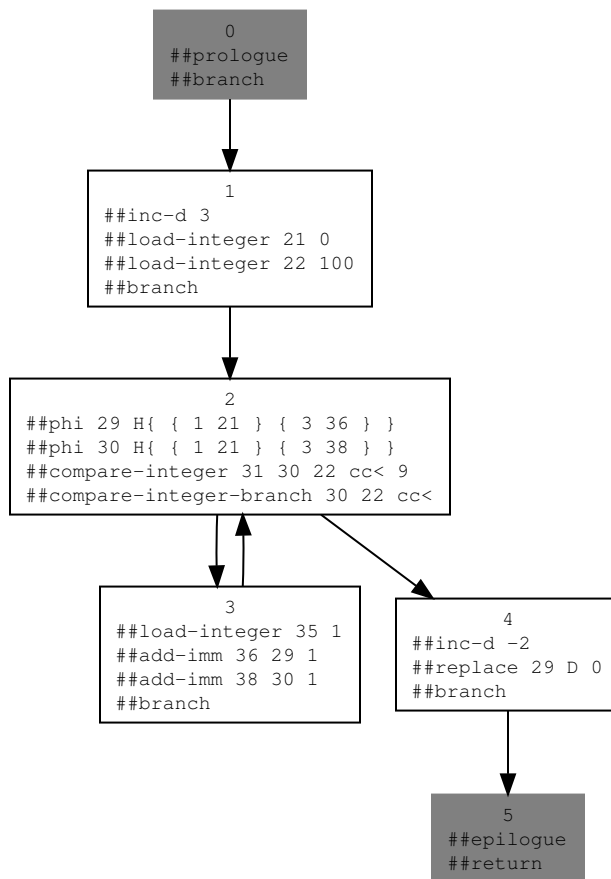 0
##prologue
##branch
1
##inc-d 3
##load-integer 21 0
##load-integer 22 100
##branch
2
##phi 29 H{ { 1 21 } { 3 36 } }
##phi 30 H{ { 1 21 } { 3 38 } }
##compare-integer 31 30 22 cc< 9
##compare-integer-branch 30 22 cc<
3
##load-integer 35 1
##add-imm 36 29 1
##add-imm 38 30 1
##branch
4
##inc-d -2
##replace 29 D 0
##branch
5
##epilogue
##return